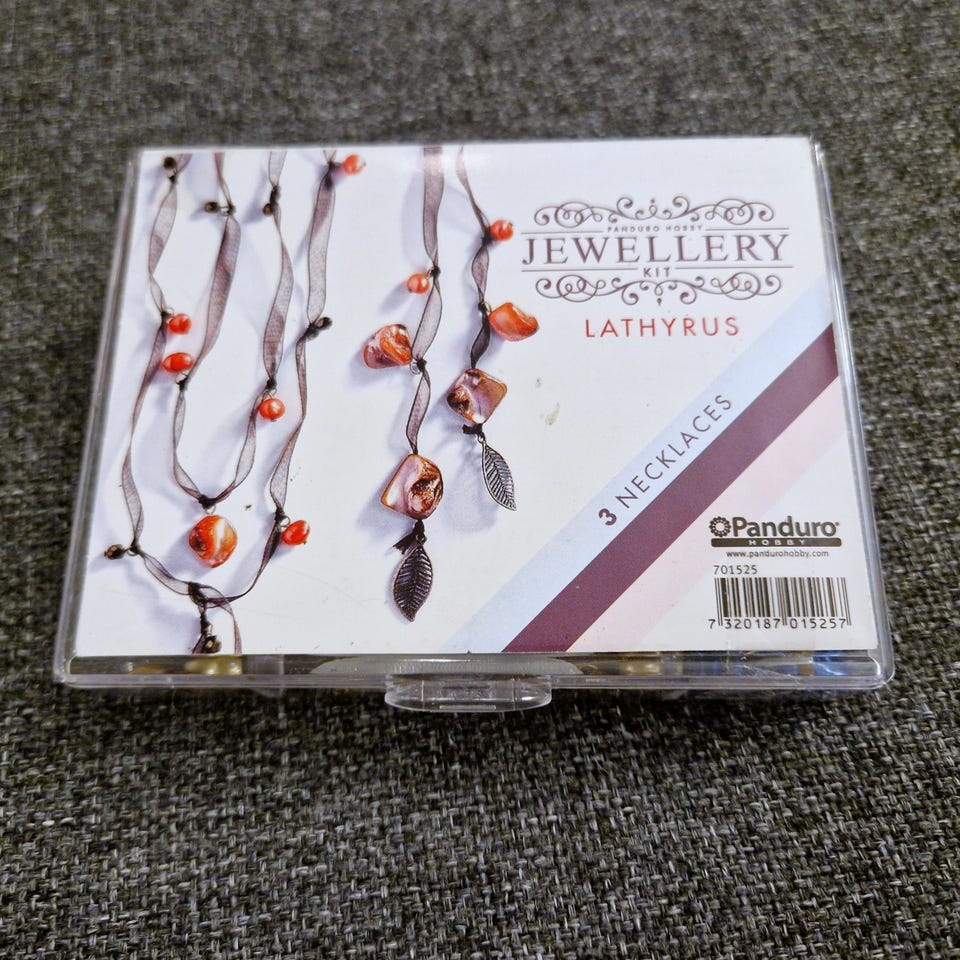 PANDURO HOBBY
JEWELLERY
KIT
LATHYRUS
3 NECKLACES
Panduro®
HOBBY
www.pandurohobby.com
701525
7 320187 015257